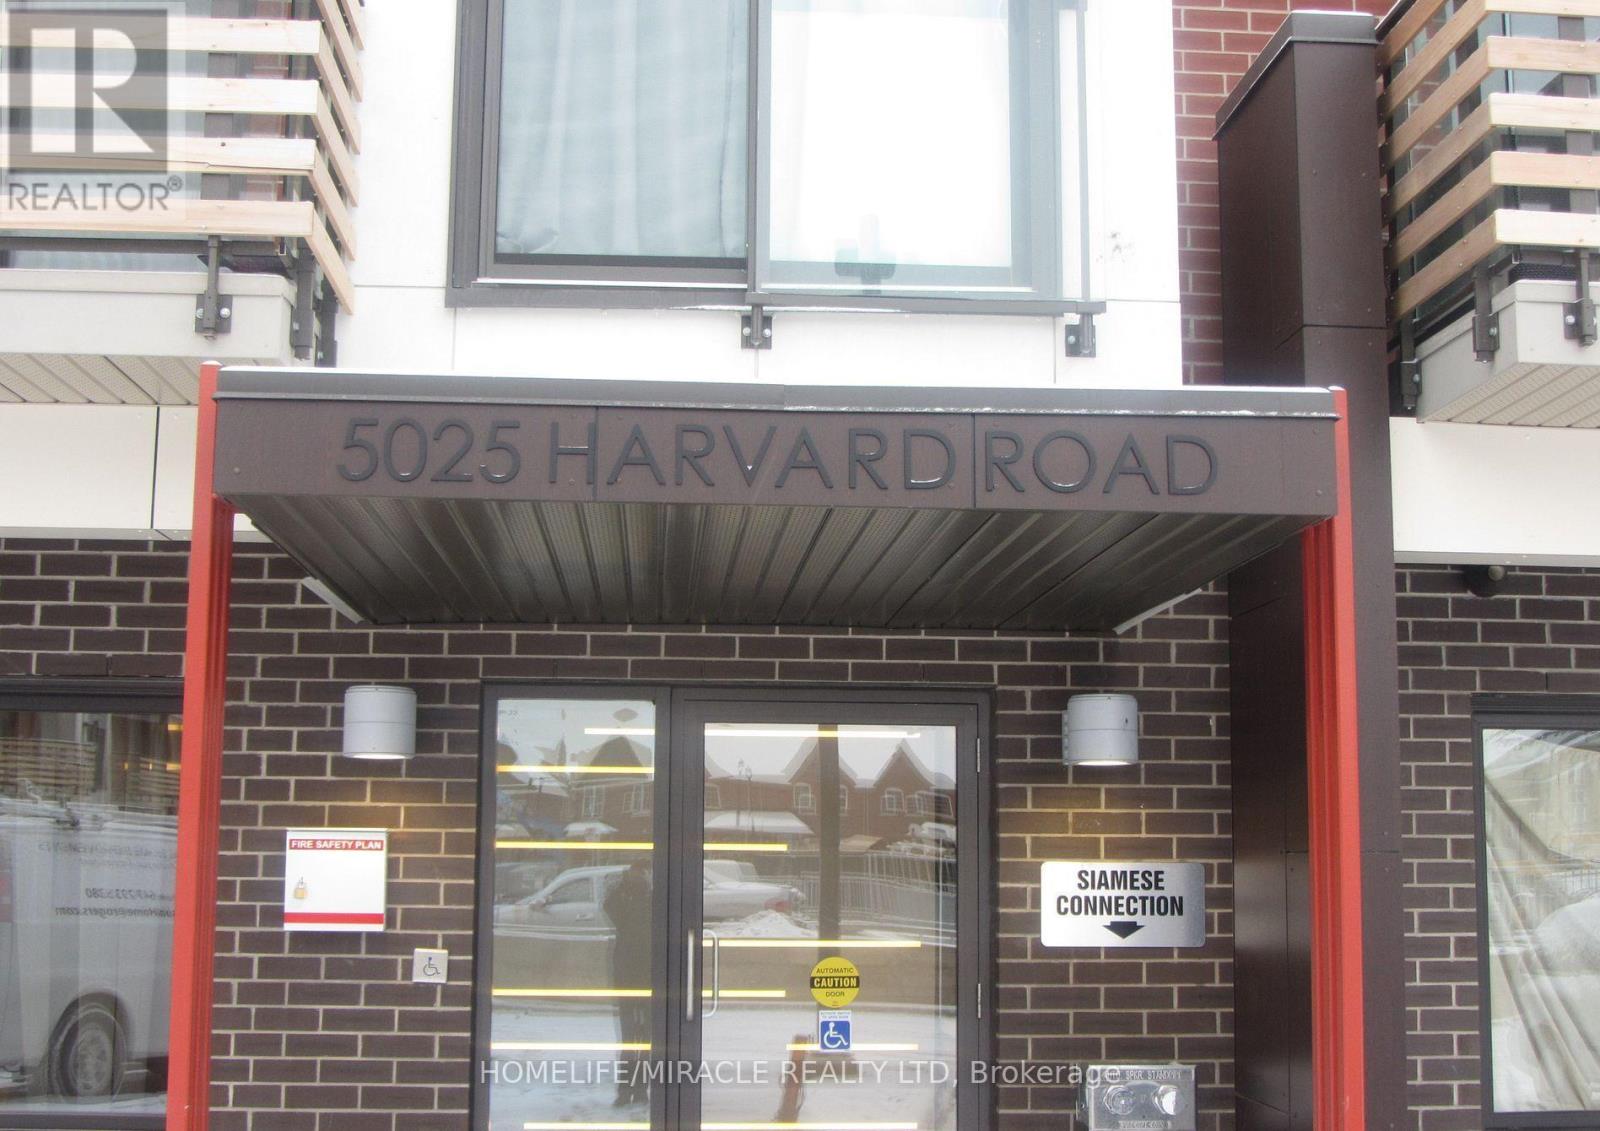 REALTOR®
5025 HARVARD ROAD
FIRE SAFETY PLAN
SIAMESE
CONNECTION
AUTOMATIC
CAUTION
DOOR
HOMELIFE/MIRACLE REALTY LTD, Brokerage